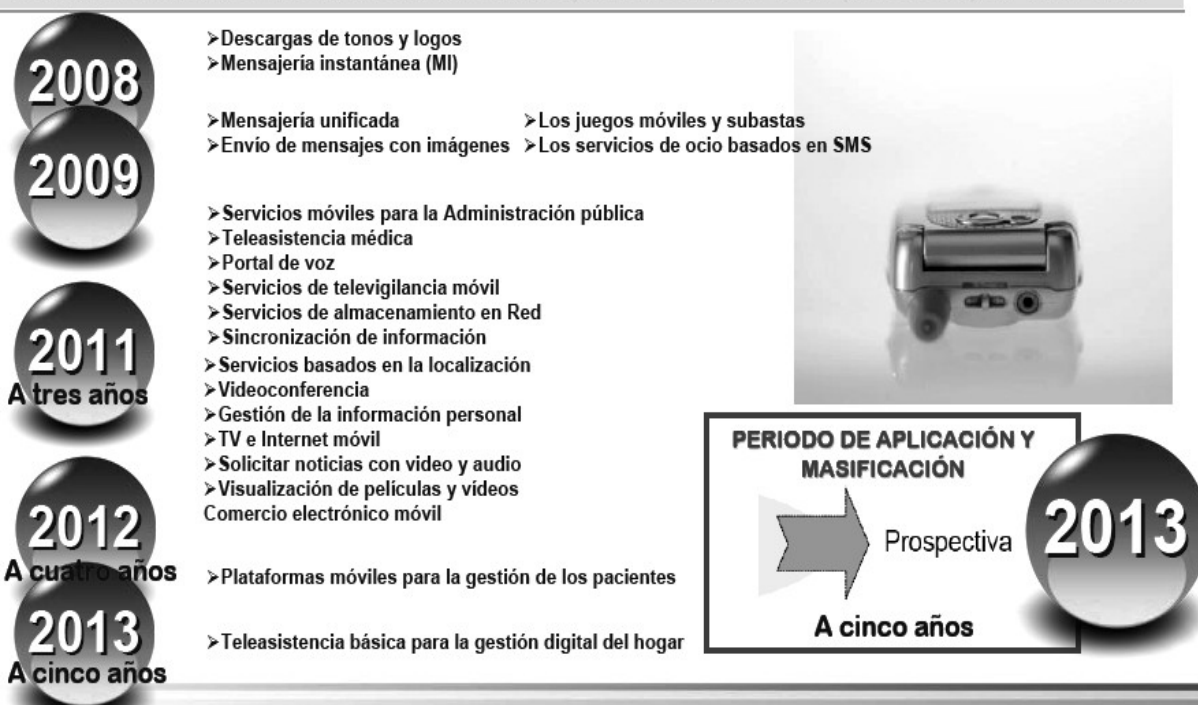 2008
➢Descargas de tonos y logos
➢Mensajería instantánea (MI)
2009
➢Mensajería unificada ➢Los juegos móviles y subastas
➢Envío de mensajes con imágenes ➢Los servicios de ocio basados en SMS
2011
A tres años
➢Servicios móviles para la Administración pública
➢Teleasistencia médica
➢Portal de voz
➢Servicios de televigilancia móvil
➢Servicios de almacenamiento en Red
➢Sincronización de información
➢Servicios basados en la localización
➢Videoconferencia
➢Gestión de la información personal
➢TV e Internet móvil
➢Solicitar noticias con video y audio
➢Visualización de películas y vídeos
Comercio electrónico móvil
2012
A cuatro años
➢Plataformas móviles para la gestión de los pacientes
2013
A cinco años
➢Teleasistencia básica para la gestión digital del hogar
PERIODO DE APLICACIÓN Y
MASIFICACIÓN
Prospectiva
2013
A cinco años